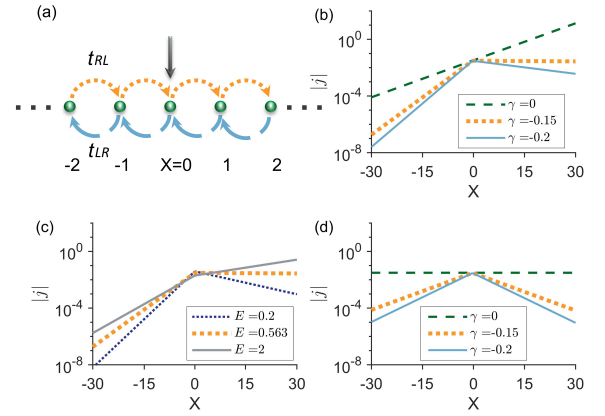 (a)
t_RL
t_LR
-2 -1 X=0 1 2
(b)
|j|
10^0
10^-4
10^-8
γ =0
γ =-0.15
γ =-0.2
-30 -15 0 15 30
X
(c)
|j|
10^0
10^-4
10^-8
E =0.2
E =0.563
E =2
-30 -15 0 15 30
X
(d)
|j|
10^0
10^-4
10^-8
γ =0
γ =-0.15
γ =-0.2
-30 -15 0 15 30
X